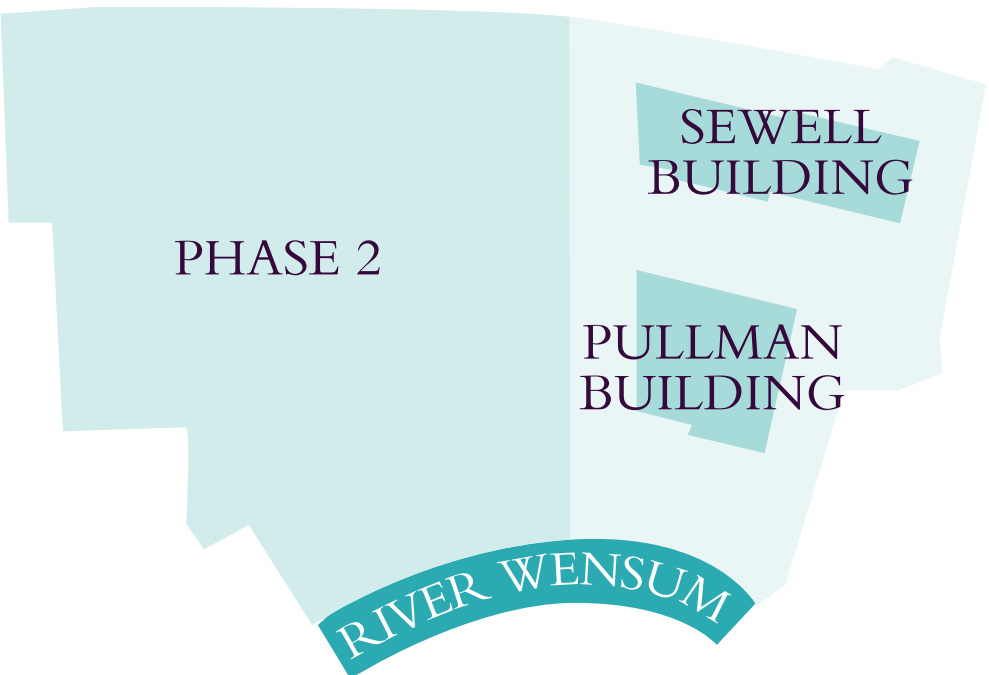 SEWELL
BUILDING
PHASE 2
PULLMAN
BUILDING
RIVER WENSUM